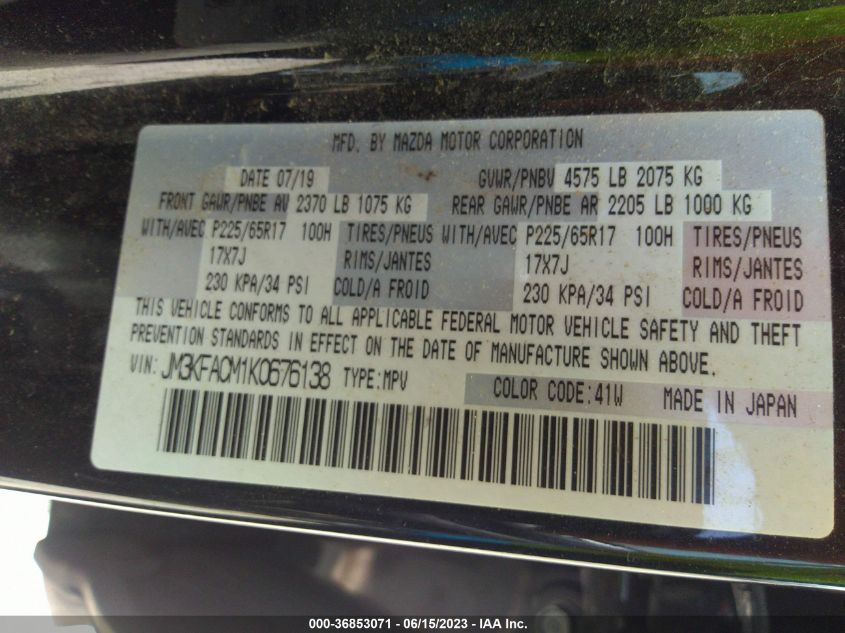 MFD. BY MAZDA MOTOR CORPORATION
DATE 07/19 GVWR/PNBV 4575 LB 2075 KG
FRONT GAWR/PNBE AV 2370 LB 1075 KG REAR GAWR/PNBE AR 2205 LB 1000 KG
WITH/AVEC P225/65R17 100H TIRES/PNEUS WITH/AVEC P225/65R17 100H TIRES/PNEUS
17X7J RIMS/JANTES 17X7J RIMS/JANTES
230 KPA/34 PSI COLD/A FROID 230 KPA/34 PSI COLD/A FROID
THIS VEHICLE CONFORMS TO ALL APPLICABLE FEDERAL MOTOR VEHICLE SAFETY AND THEFT
PREVENTION STANDARDS IN EFFECT ON THE DATE OF MANUFACTURE SHOWN ABOVE.
VIN: JM3KFACM1K0676138 TYPE:MPV COLOR CODE:41W MADE IN JAPAN
000-36853071 - 06/15/2023 - IAA Inc.